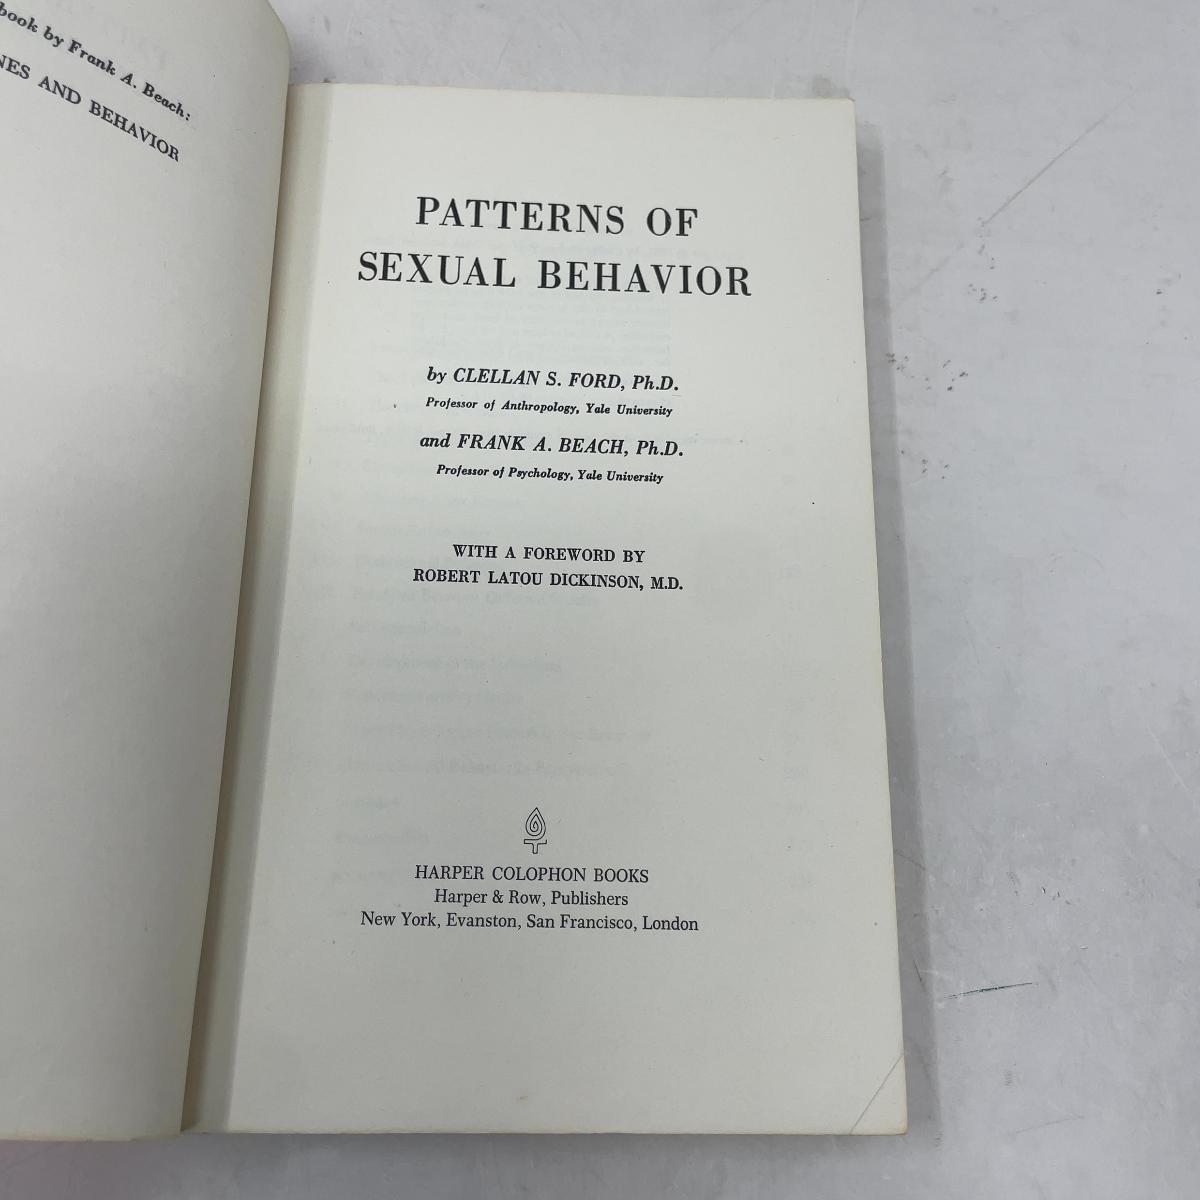 book by Frank A. Beach:
AND BEHAVIOR
PATTERNS OF
SEXUAL BEHAVIOR
by CLELLAN S. FORD, Ph.D.
Professor of Anthropology, Yale University
and FRANK A. BEACH, Ph.D.
Professor of Psychology, Yale University
WITH A FOREWORD BY
ROBERT LATOU DICKINSON, M.D.
HARPER COLOPHON BOOKS
Harper & Row, Publishers
New York, Evanston, San Francisco, London